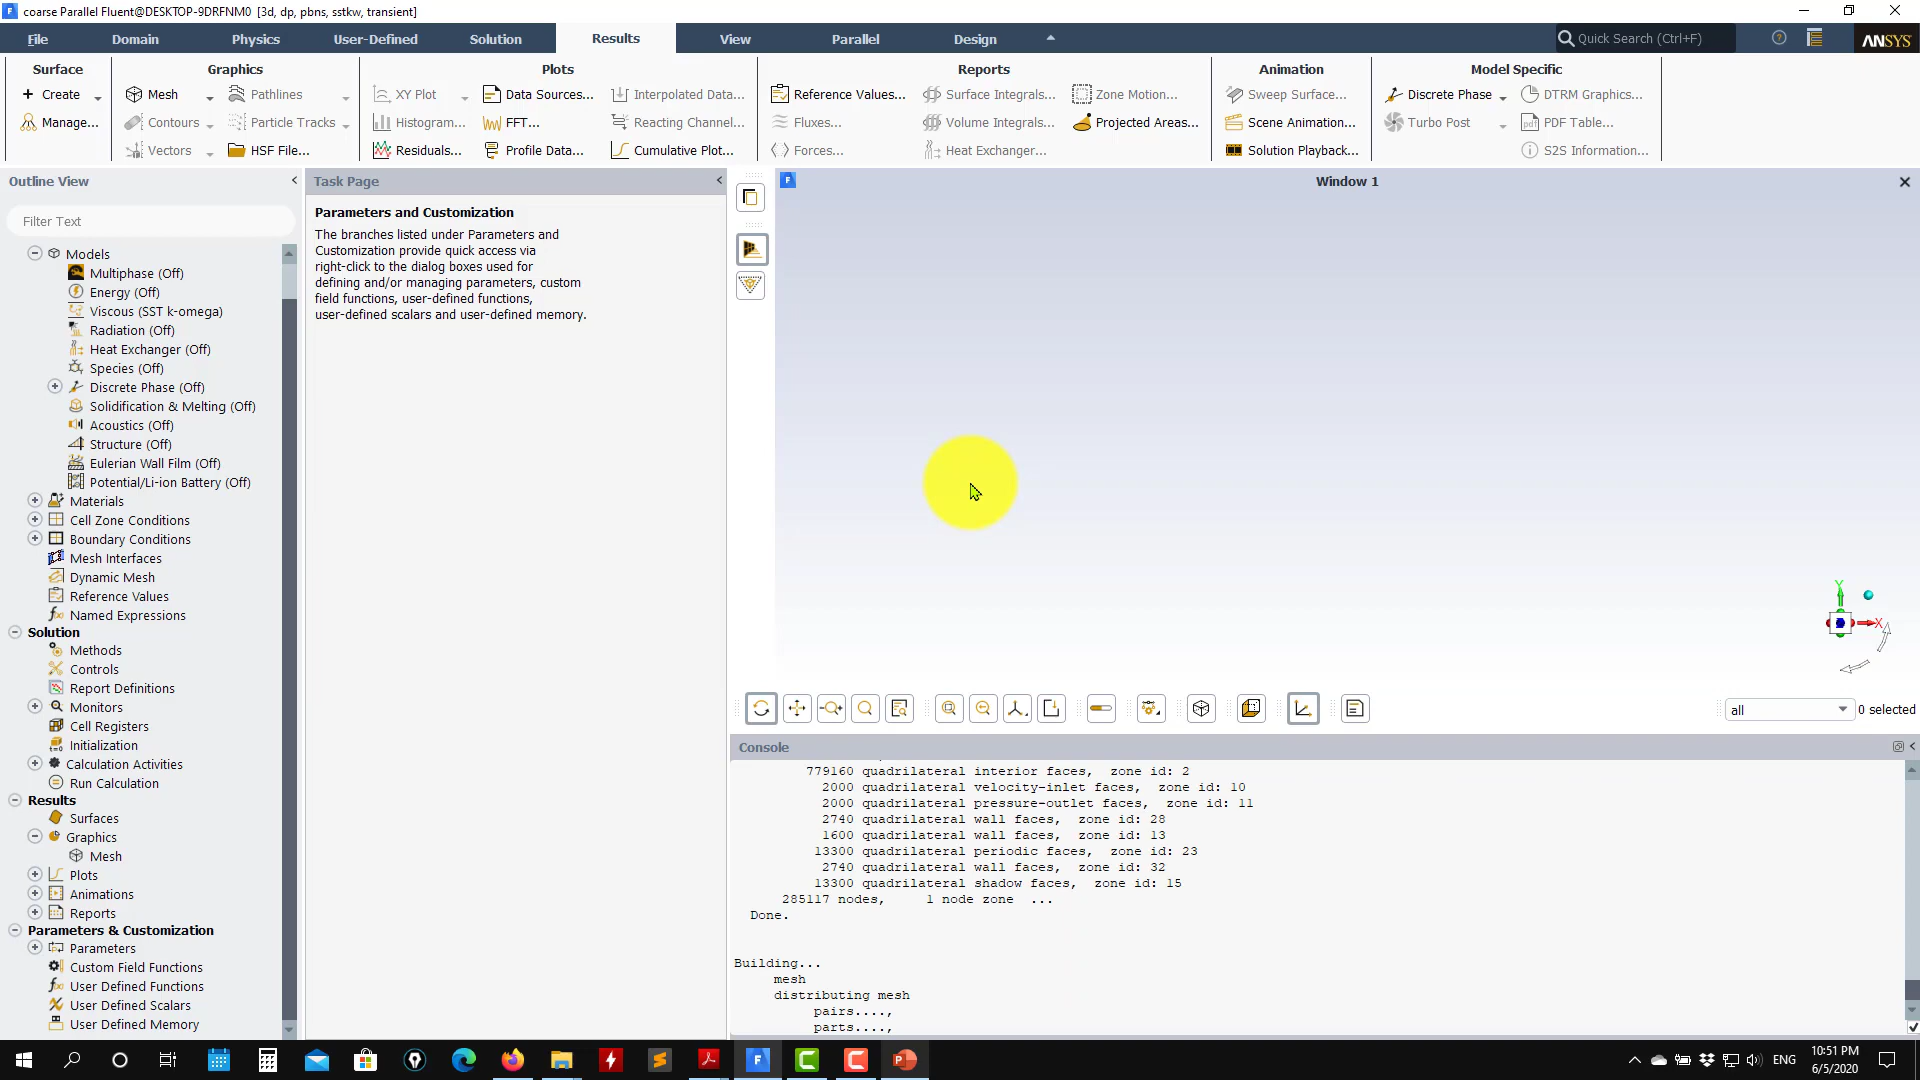 coarse Parallel Fluent@DESKTOP-9DRFNM0 [3d, dp, pbns, sstkw, transient]
File
Domain
Physics
User-Defined
Solution
Results
View
Parallel
Design
Quick Search (Ctrl+F)
ANSYS
Surface
Graphics
Plots
Reports
Animation
Model Specific
Create
Mesh
Pathlines
XY Plot
Data Sources...
Interpolated Data...
Reference Values...
Surface Integrals...
Zone Motion...
Sweep Surface...
Discrete Phase
DTRM Graphics...
Manage...
Contours
Particle Tracks
Histogram...
FFT...
Reacting Channel...
Fluxes...
Volume Integrals...
Projected Areas...
Scene Animation...
Turbo Post
PDF Table...
Vectors
HSF File...
Residuals...
Profile Data...
Cumulative Plot...
Forces...
Heat Exchanger...
Solution Playback...
S2S Information...
Outline View
Filter Text
Models
Multiphase (Off)
Energy (Off)
Viscous (SST k-omega)
Radiation (Off)
Heat Exchanger (Off)
Species (Off)
Discrete Phase (Off)
Solidification & Melting (Off)
Acoustics (Off)
Structure (Off)
Eulerian Wall Film (Off)
Potential/Li-ion Battery (Off)
Materials
Cell Zone Conditions
Boundary Conditions
Mesh Interfaces
Dynamic Mesh
Reference Values
Named Expressions
Solution
Methods
Controls
Report Definitions
Monitors
Cell Registers
Initialization
Calculation Activities
Run Calculation
Results
Surfaces
Graphics
Mesh
Plots
Animations
Reports
Parameters & Customization
Parameters
Custom Field Functions
User Defined Functions
User Defined Scalars
User Defined Memory
Task Page
Parameters and Customization
The branches listed under Parameters and
Customization provide quick access via
right-click to the dialog boxes used for
defining and/or managing parameters, custom
field functions, user-defined functions,
user-defined scalars and user-defined memory.
Window 1
Y
X
all
0 selected
Console
779160 quadrilateral interior faces, zone id: 2
2000 quadrilateral velocity-inlet faces, zone id: 10
2000 quadrilateral pressure-outlet faces, zone id: 11
2740 quadrilateral wall faces, zone id: 28
1600 quadrilateral wall faces, zone id: 13
13300 quadrilateral periodic faces, zone id: 23
2740 quadrilateral wall faces, zone id: 32
13300 quadrilateral shadow faces, zone id: 15
285117 nodes, 1 node zone ...
Done.
Building...
mesh
distributing mesh
pairs....,
parts....,
ENG
10:51 PM
6/5/2020